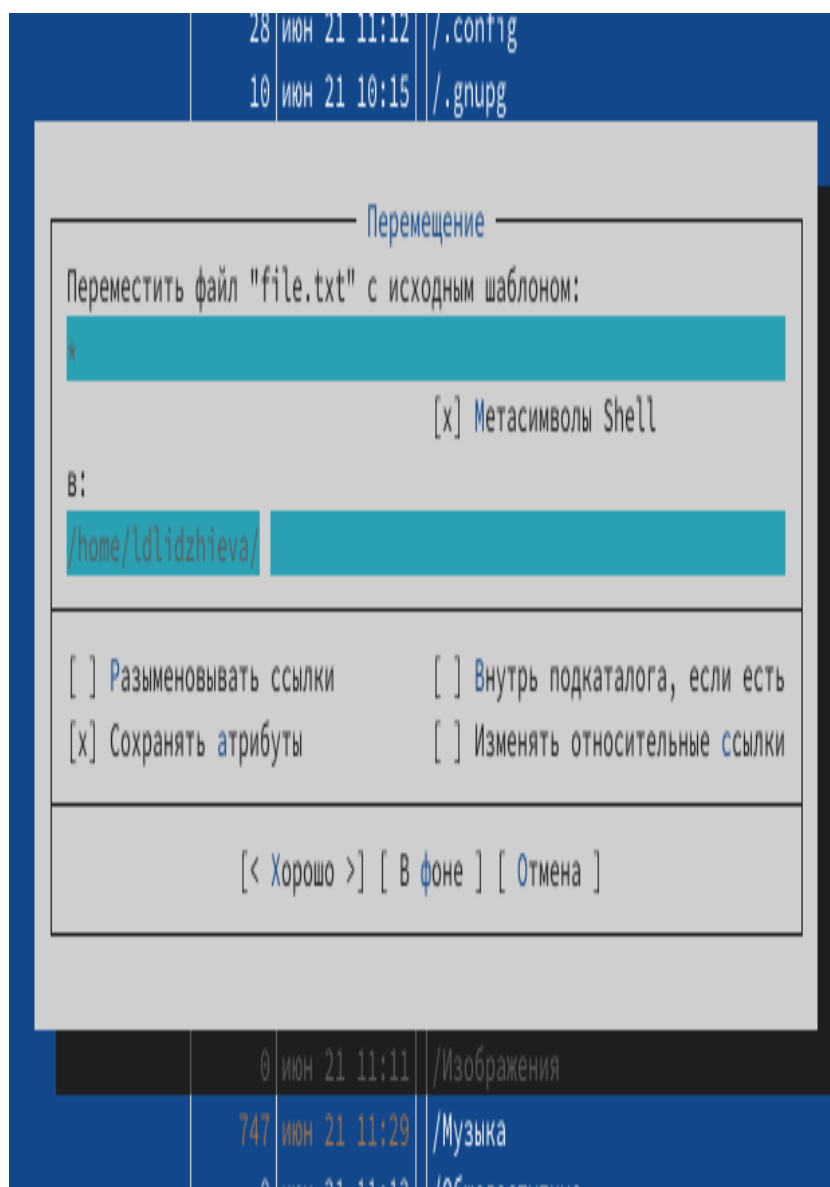 28 июн 21 11:12 /.config
10 июн 21 10:15 /.gnupg
Перемещение
Переместить файл "file.txt" с исходным шаблоном:
*
[x] Метасимволы Shell
в:
/home/ldlidzhieva/
[ ] Разыменовывать ссылки [ ] Внутрь подкаталога, если есть
[x] Сохранять атрибуты [ ] Изменять относительные ссылки
[< Хорошо >] [ В фоне ] [ Отмена ]
0 июн 21 11:11 /Изображения
747 июн 21 11:29 /Музыка